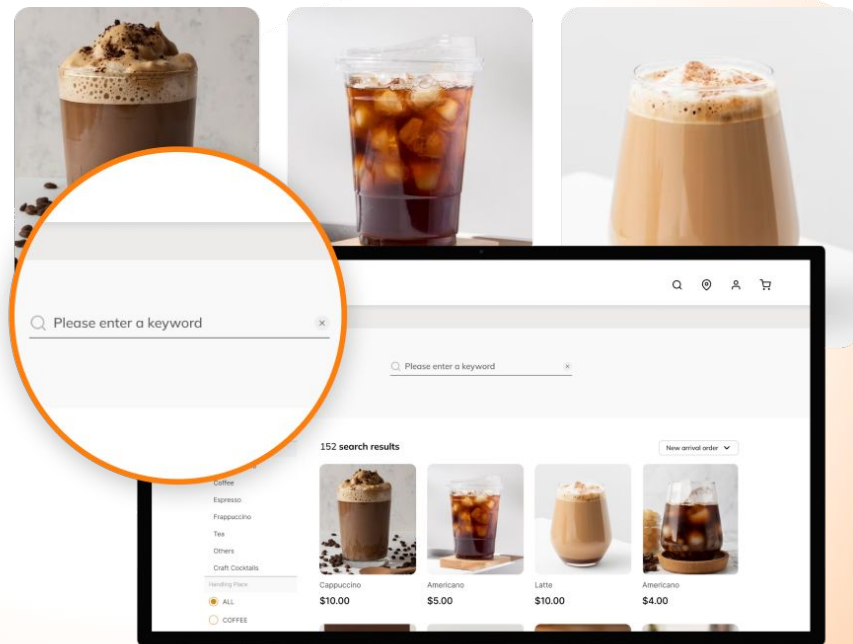 Please enter a keyword
Please enter a keyword
152 search results
New arrival order
Coffee
Espresso
Frappuccino
Tea
Others
Craft Cocktails
Handling Place
ALL
COFFEE
Cappuccino
$10.00
Americano
$5.00
Latte
$10.00
Americano
$4.00